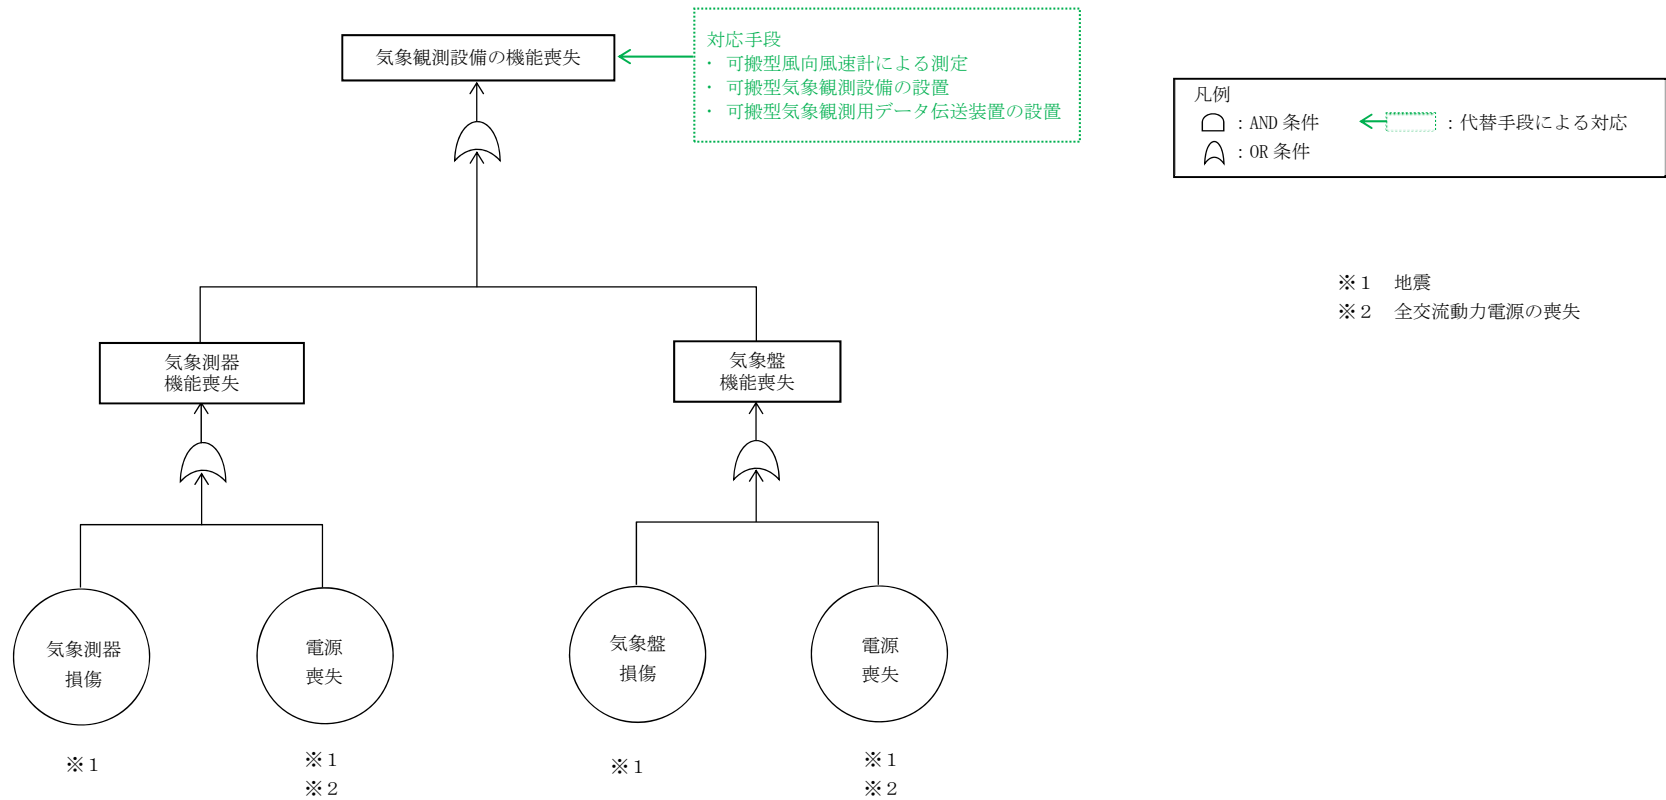 気象観測設備の機能喪失
対応手段
・ 可搬型風向風速計による測定
・ 可搬型気象観測設備の設置
・ 可搬型気象観測用データ伝送装置の設置
凡例
：AND 条件
：代替手段による対応
：OR 条件
※１ 地震
※２ 全交流動力電源の喪失
気象測器
機能喪失
気象盤
機能喪失
気象測器
損傷
電源
喪失
気象盤
損傷
電源
喪失
※１
※１
※２
※１
※１
※２